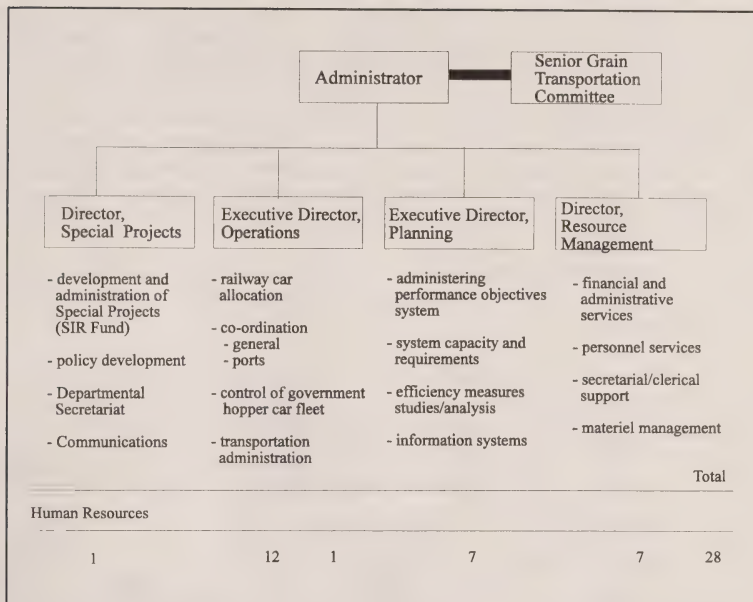 Administrator
Senior Grain
Transportation
Committee
Director,
Special Projects
- development and
administration of
Special Projects
(SIR Fund)
- policy development
- Departmental
Secretariat
- Communications
Executive Director,
Operations
- railway car
allocation
- co-ordination
- general
- ports
- control of government
hopper car fleet
- transportation
administration
Executive Director,
Planning
- administering
performance objectives
system
- system capacity and
requirements
- efficiency measures
studies/analysis
- information systems
Director,
Resource
Management
- financial and
administrative
services
- personnel services
- secretarial/clerical
support
- materiel management
Total
Human Resources
1 12 1 7 7 28